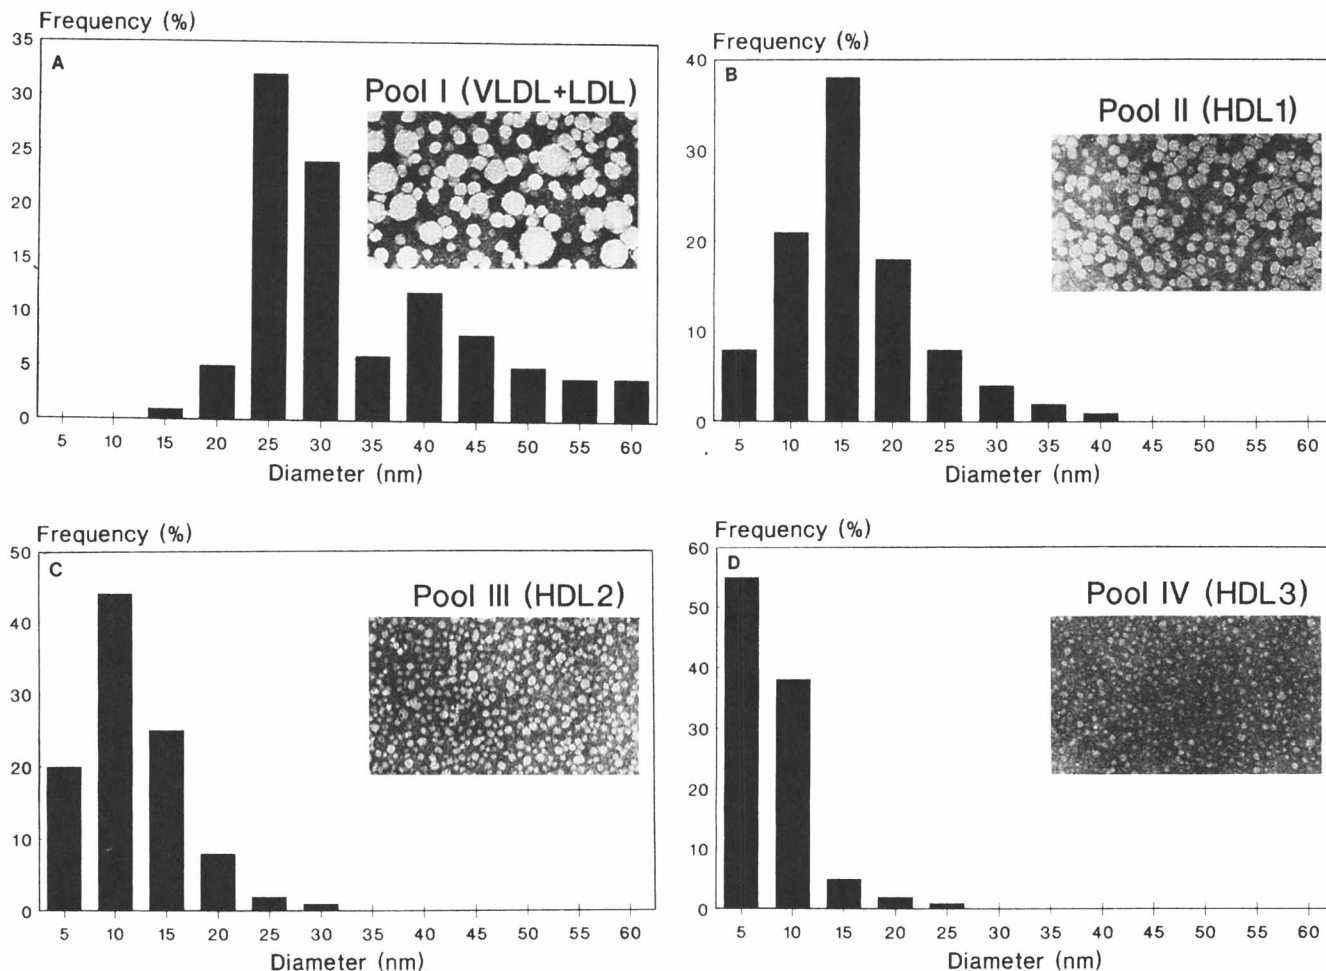 Frequency (%)
A
Pool I (VLDL+LDL)
35
30
25
20
15
10
5
0
5 10 15 20 25 30 35 40 45 50 55 60
Diameter (nm)
Frequency (%)
B
Pool II (HDL1)
40
30
20
10
0
5 10 15 20 25 30 35 40 45 50 55 60
Diameter (nm)
Frequency (%)
C
Pool III (HDL2)
50
40
30
20
10
0
5 10 15 20 25 30 35 40 45 50 55 60
Diameter (nm)
Frequency (%)
D
Pool IV (HDL3)
60
50
40
30
20
10
0
5 10 15 20 25 30 35 40 45 50 55 60
Diameter (nm)